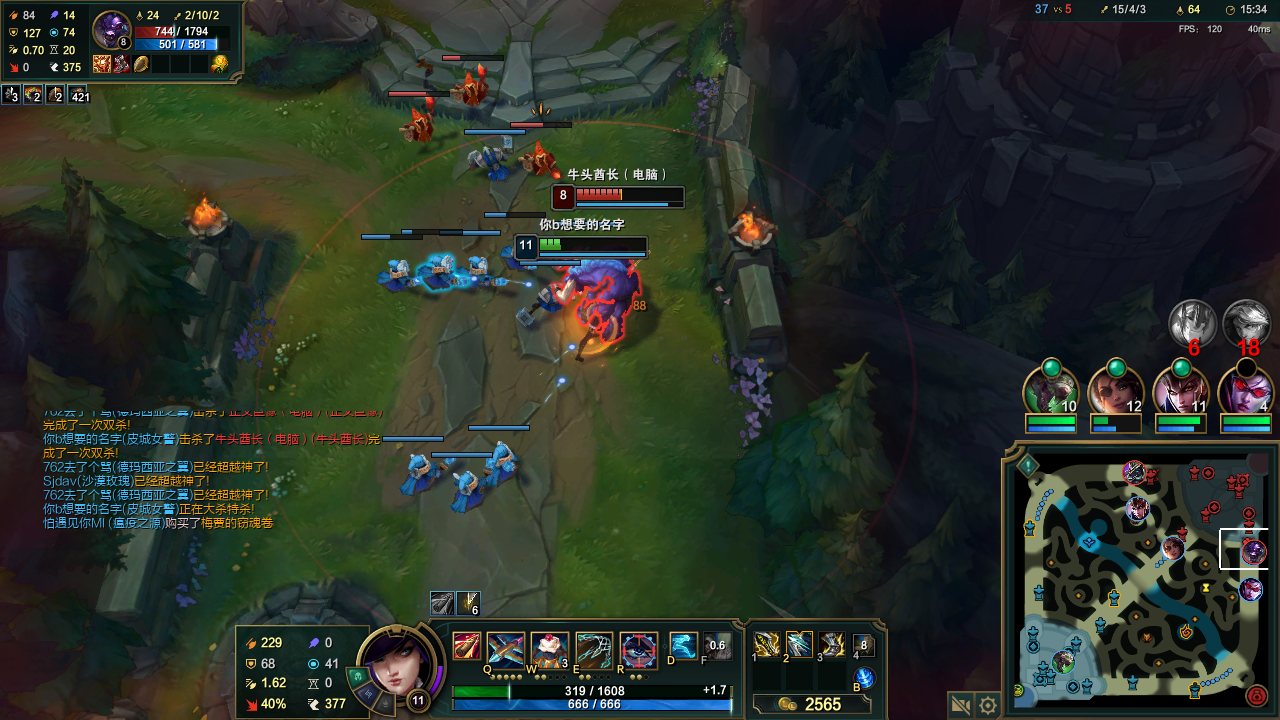 84 14 24 2/10/2
37 vs 5 15/4/3 64 15:34
FPS: 120 40ms
127 74 8 744 / 1794
0.70 20 501 / 581
0 375
3 2 2 421
牛头酋长（电脑）
8
你b想要的名字
11
88
6 18
10 12 11 4
完成了一次双杀!
你b想要的名字(皮城女警)击杀了牛头酋长（电脑）(牛头酋长)完
成了一次双杀!
762去了个骂(德玛西亚之翼)已经超越神了!
Sjdav(沙漠玫瑰)已经超越神了!
762去了个骂(德玛西亚之翼)已经超越神了!
你b想要的名字(皮城女警)正在大杀特杀!
怕遇见你MI (瘟疫之源)购买了梅贾的窃魂卷
6
229 0
68 41
1.62 0
40% 377
11
Q W 3 E R D F 0.6
1 2 3 4 8
B
319 / 1608 +1.7
666 / 666
2565